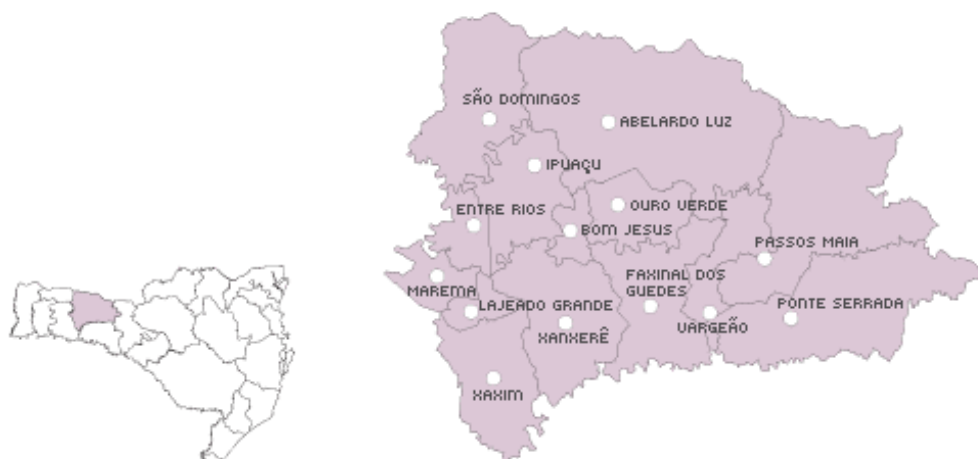 SÃO DOMINGOS
ABELARDO LUZ
IPUAÇU
OURO VERDE
ENTRE RIOS
BOM JESUS
PASSOS MAIA
FAXINAL DOS
GUEDES
MAREMA
LAJEADO GRANDE
PONTE SERRADA
VARGEÃO
XANXERÊ
XAXIM